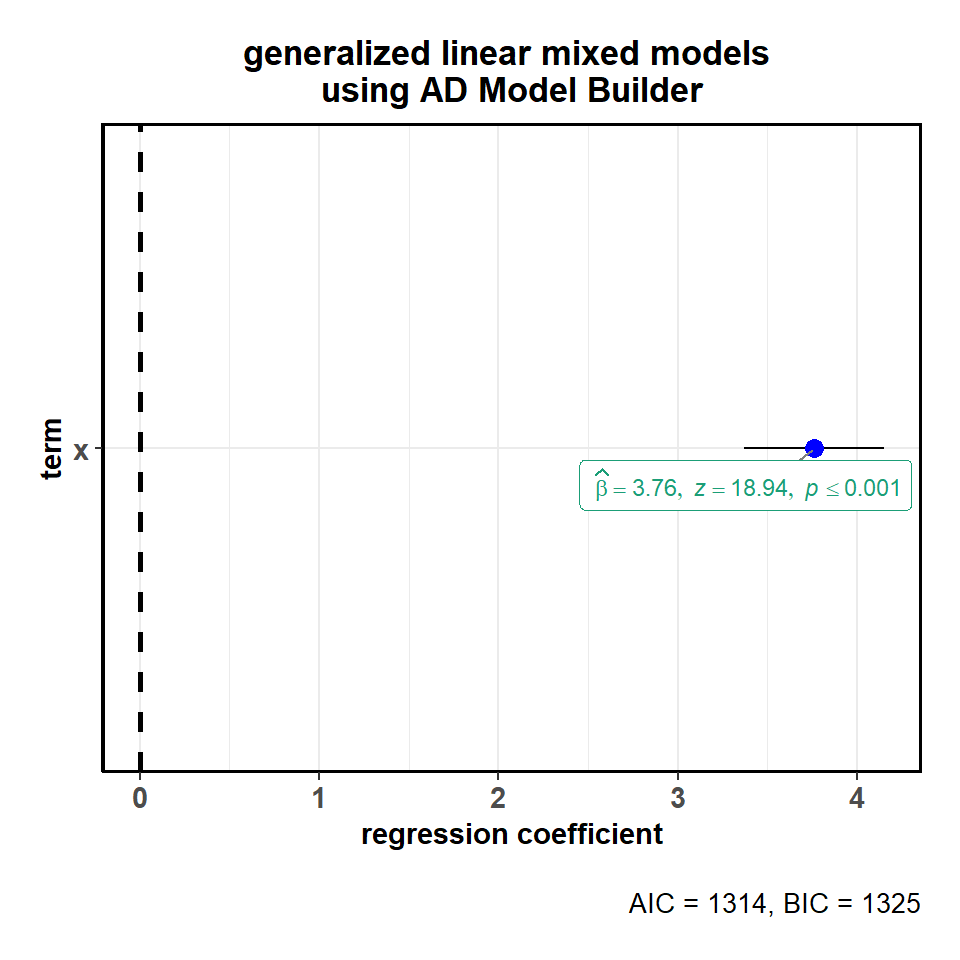 generalized linear mixed models
using AD Model Builder
term
x
β̂ = 3.76, z = 18.94, p ≤ 0.001
0 1 2 3 4
regression coefficient
AIC = 1314, BIC = 1325